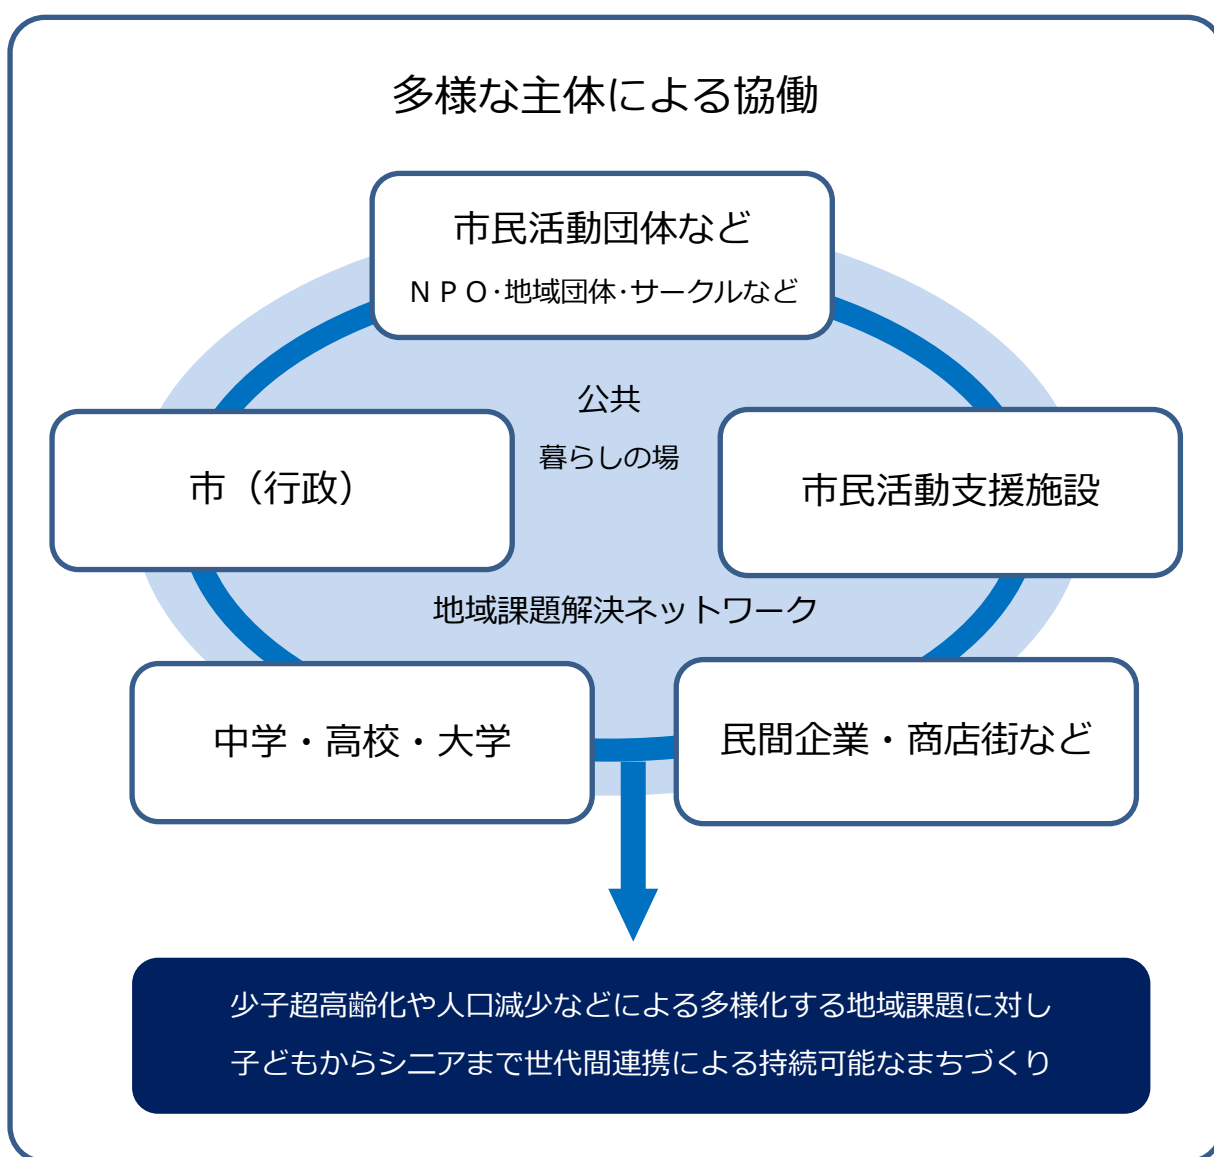 多様な主体による協働
市民活動団体など
ＮＰＯ・地域団体・サークルなど
公共
暮らしの場
市（行政）
市民活動支援施設
地域課題解決ネットワーク
中学・高校・大学
民間企業・商店街など
少子超高齢化や人口減少などによる多様化する地域課題に対し
子どもからシニアまで世代間連携による持続可能なまちづくり